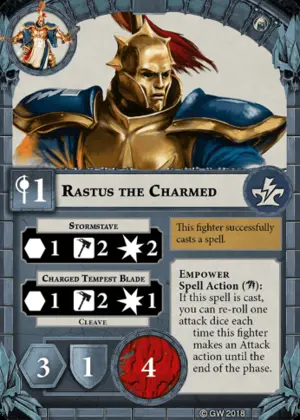 1 RASTUS THE CHARMED
STORMSTAVE
1 2 2
CHARGED TEMPEST BLADE
1 2 1
CLEAVE
This fighter successfully
casts a spell.
EMPOWER
Spell Action ( ):
If this spell is cast,
you can re-roll one
attack dice each
time this fighter
makes an Attack
action until the
end of the phase.
3 1 4
© GW 2018